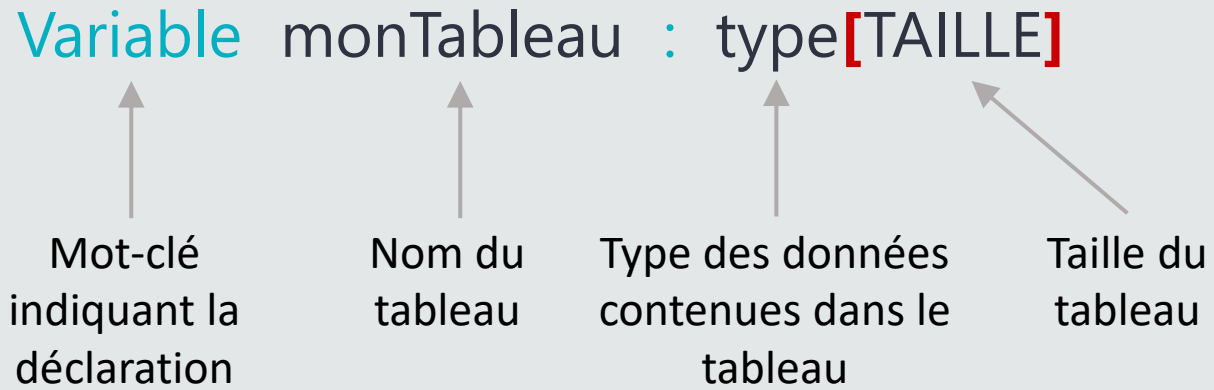 Variable monTableau : type[TAILLE]
Mot-clé
indiquant la
déclaration
Nom du
tableau
Type des données
contenues dans le
tableau
Taille du
tableau